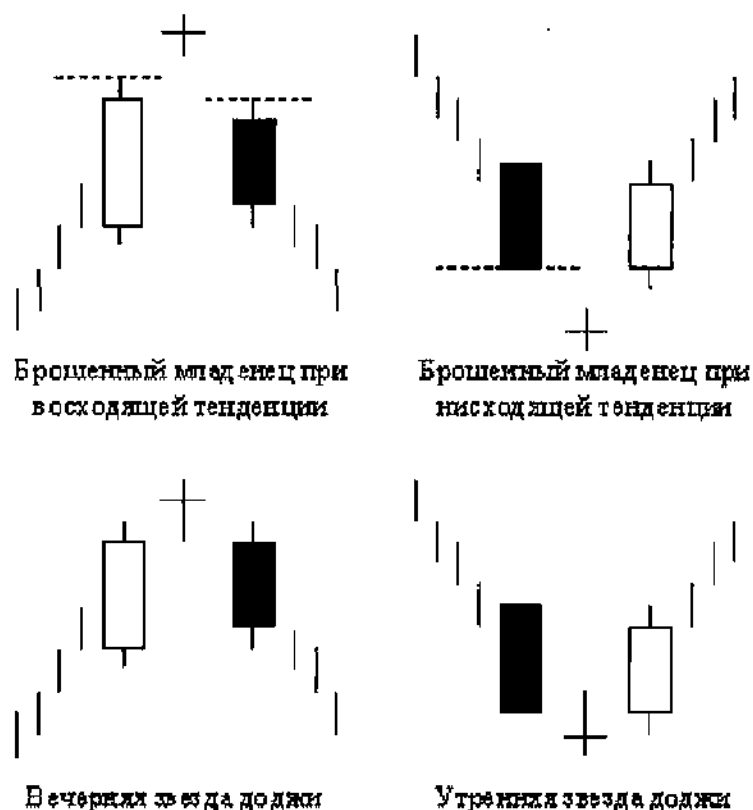 Брошенный младенец при
восходящей тенденции
Брошенный младенец при
нисходящей тенденции
Вечерняя звезда доджи
Утренняя звезда доджи